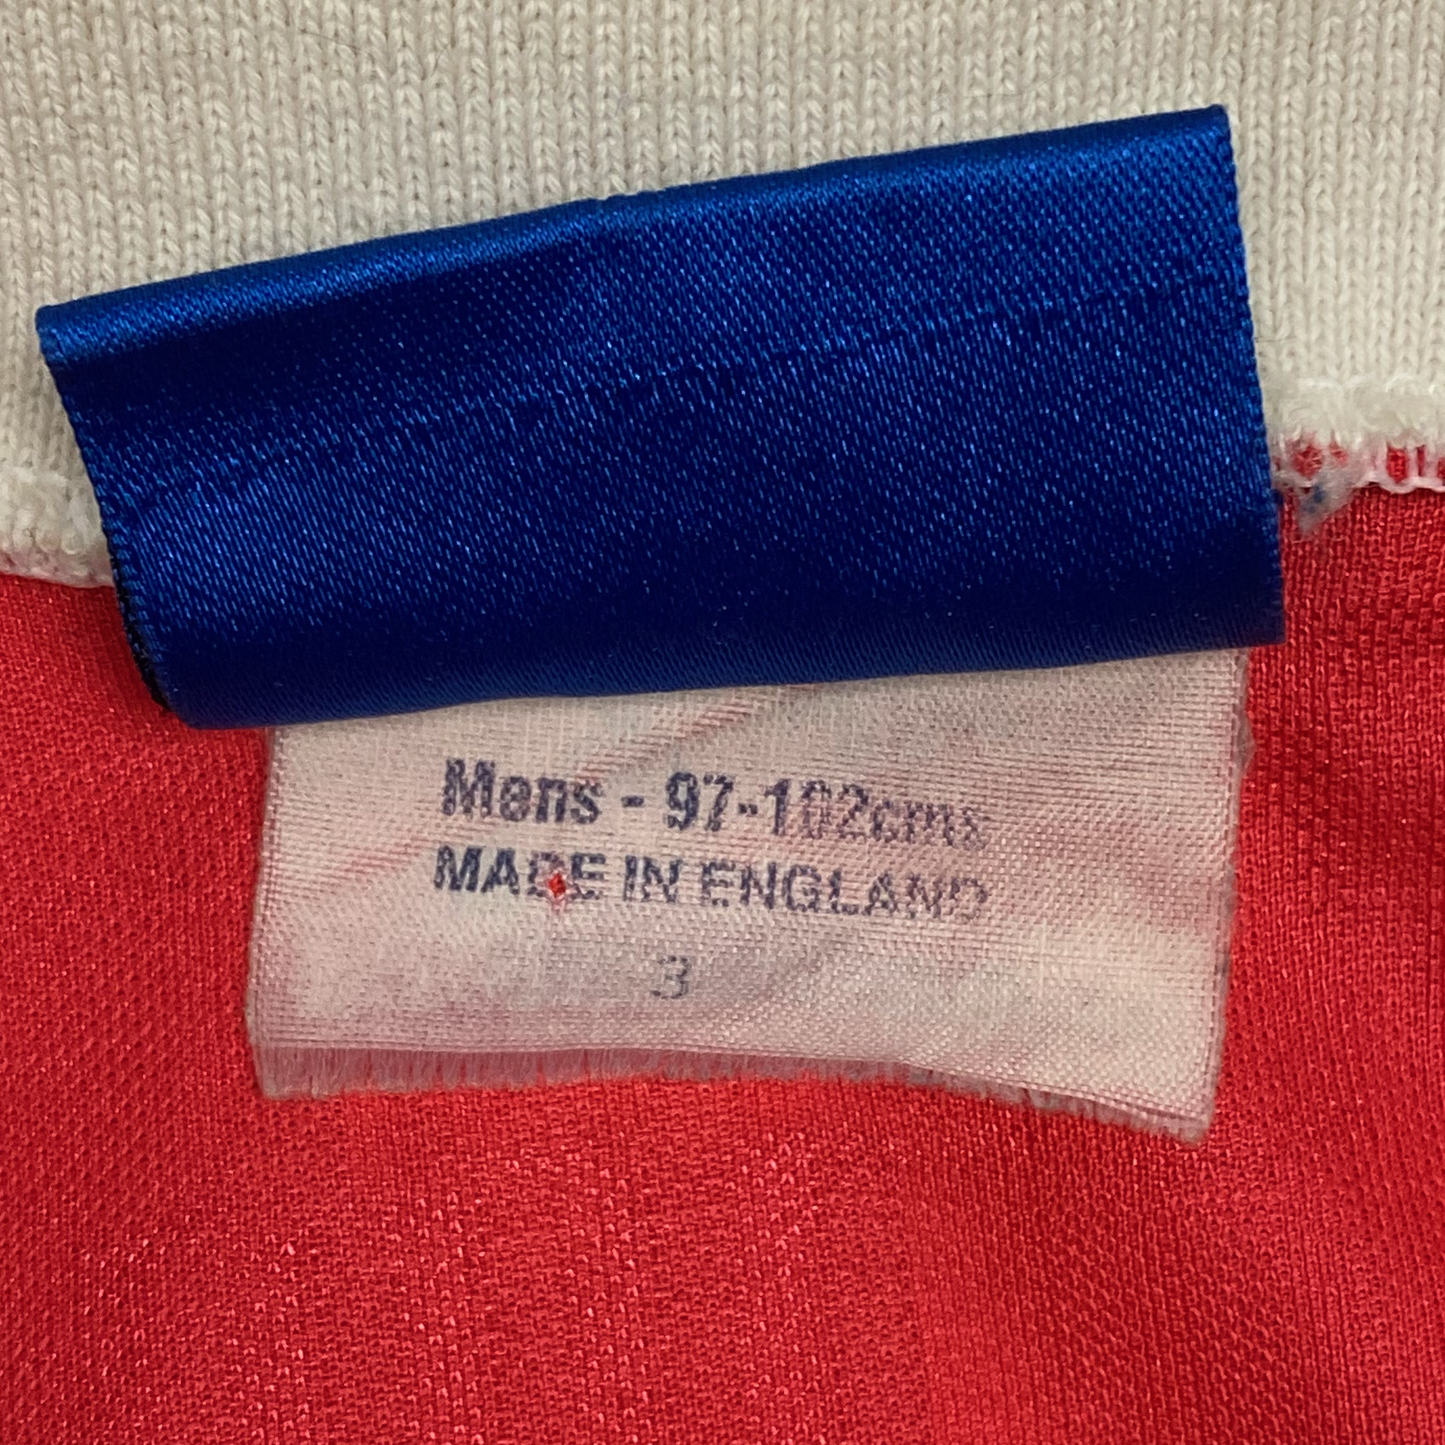 Mens - 97-102cms
MADE IN ENGLAND
3